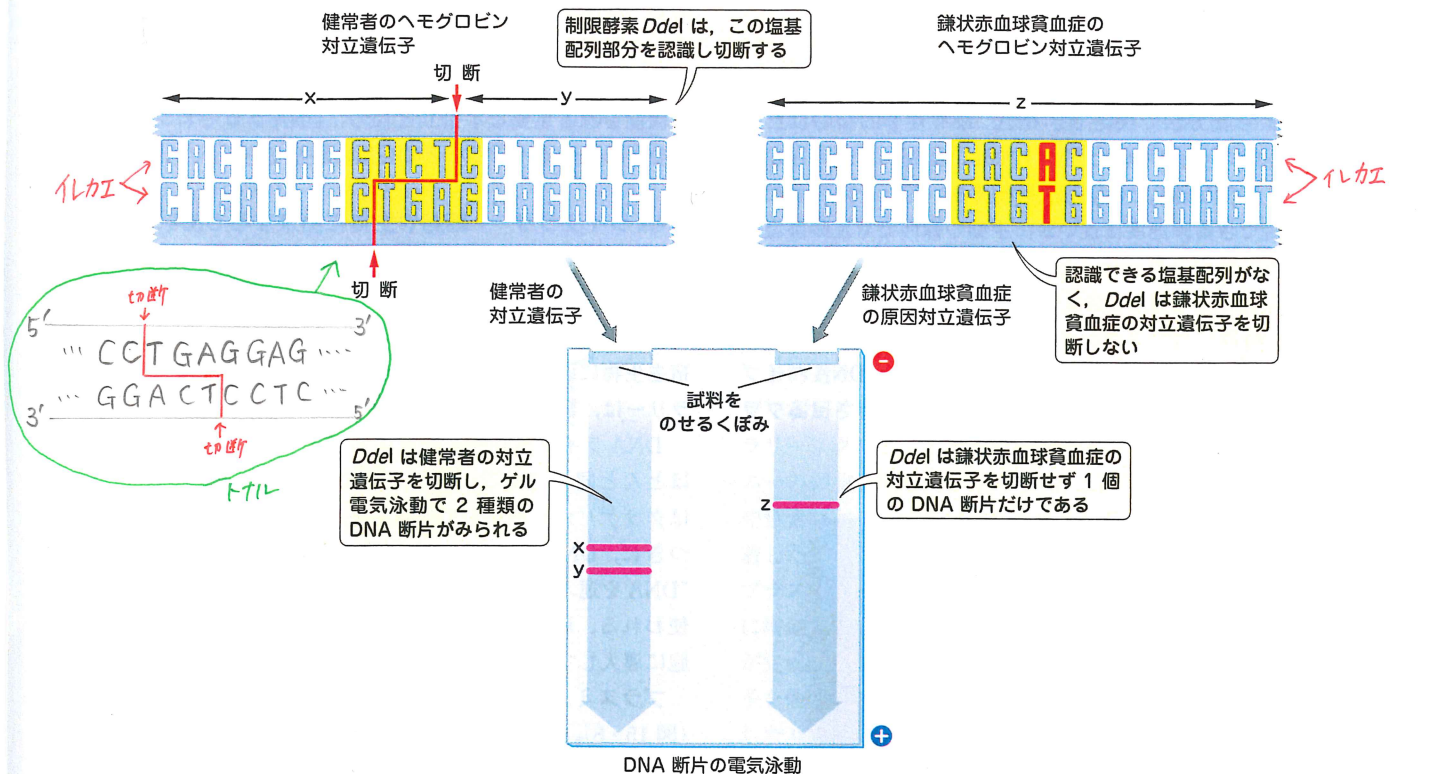 健常者のヘモグロビン
対立遺伝子
制限酵素 DdeI は，この塩基
配列部分を認識し切断する
鎌状赤血球貧血症の
ヘモグロビン対立遺伝子
切 断
x
y
z
GACTGAGGACTCCTCTTCA
CTGACTCCTGAGGAGAAGT
イレカエ
GACTGAGGACACCTCTTCA
CTGACTCCTGTGGAGAAGT
イレカエ
切 断
健常者の
対立遺伝子
鎌状赤血球貧血症
の原因対立遺伝子
認識できる塩基配列がな
く，DdeI は鎌状赤血球
貧血症の対立遺伝子を切
断しない
切断
5' 3'
… CCTGAGGAG ….
… GGACTCCTC …
3' 5'
切断
トナル
−
試料を
のせるくぼみ
DdeI は健常者の対立
遺伝子を切断し，ゲル
電気泳動で 2 種類の
DNA 断片がみられる
DdeI は鎌状赤血球貧血症の
対立遺伝子を切断せず 1 個
の DNA 断片だけである
z
x
y
+
DNA 断片の電気泳動